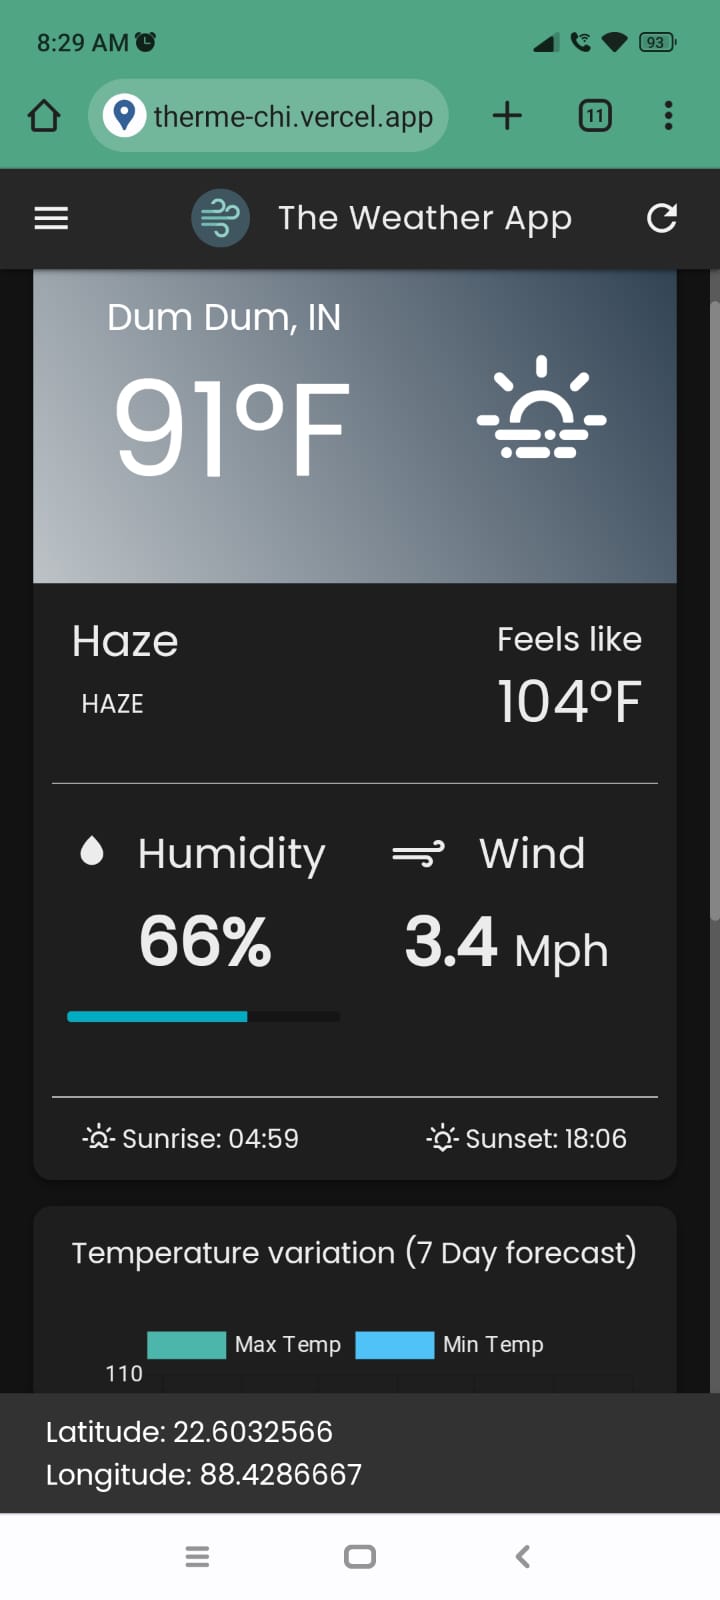 8:29 AM
93
therme-chi.vercel.app
11
The Weather App
Dum Dum, IN
91°F
Haze
Feels like
HAZE
104°F
Humidity
Wind
66%
3.4 Mph
Sunrise: 04:59
Sunset: 18:06
Temperature variation (7 Day forecast)
Max Temp
Min Temp
110
Latitude: 22.6032566
Longitude: 88.4286667